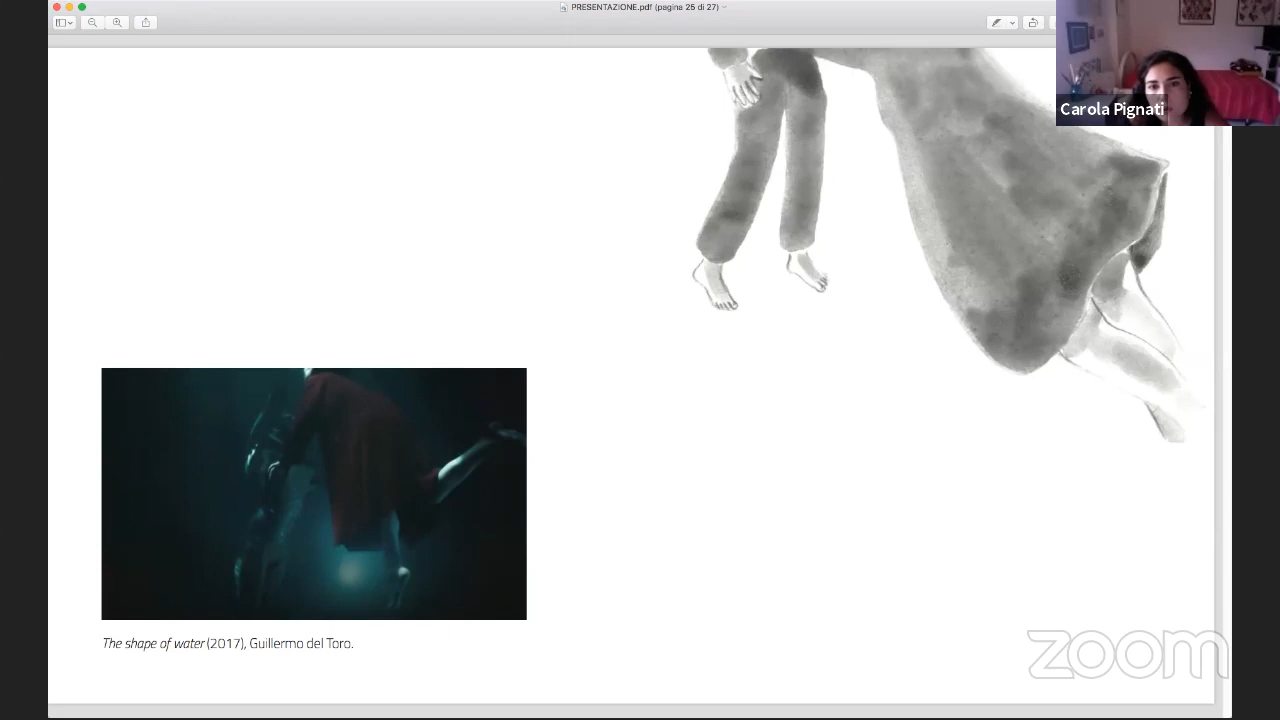 PRESENTAZIONE.pdf (pagina 25 di 27)
Carola Pignati
The shape of water (2017), Guillermo del Toro.
zoom